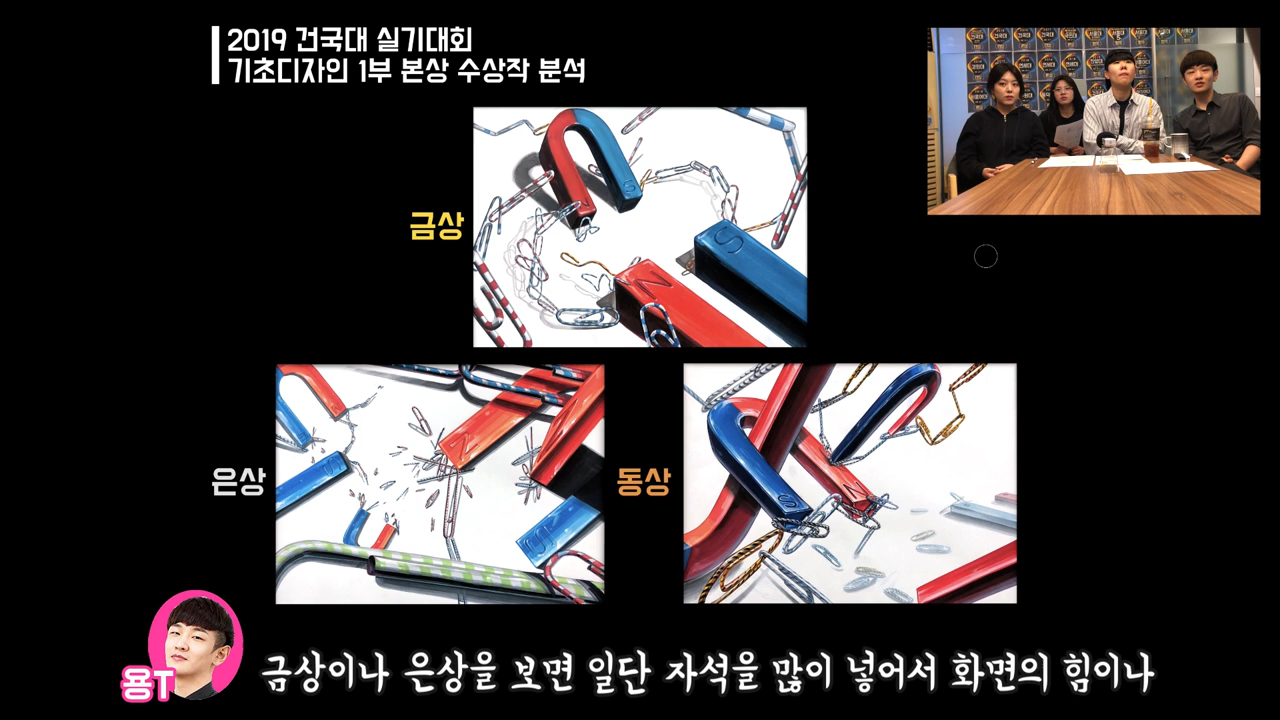 2019 건국대 실기대회
기초디자인 1부 본상 수상작 분석
금상
S
N
S
N
은상
N
S
S
동상
S
N
용T
금상이나 은상을 보면 일단 자석을 많이 넣어서 화면의 힘이나